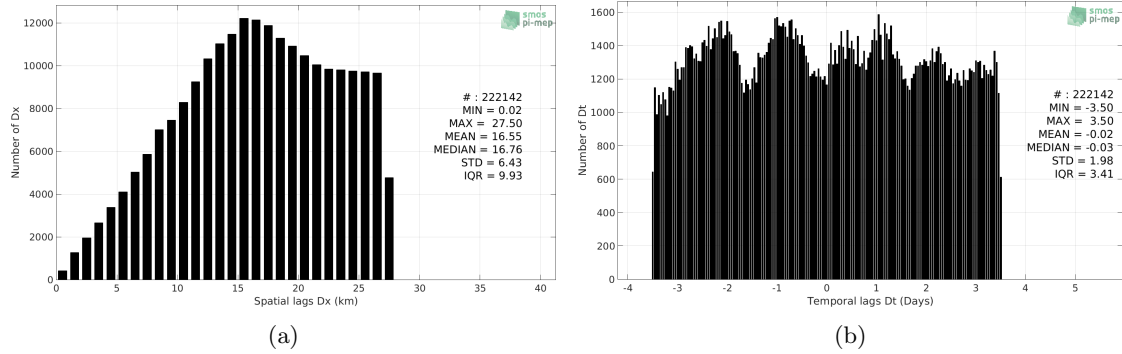 smos
pi-mep
12000
10000
8000
6000
4000
2000
0
Number of Dx
# : 222142
MIN = 0.02
MAX = 27.50
MEAN = 16.55
MEDIAN = 16.76
STD = 6.43
IQR = 9.93
0 5 10 15 20 25 30 35 40
Spatial lags Dx (km)
(a)
smos
pi-mep
1600
1400
1200
1000
800
600
400
200
0
Number of Dt
# : 222142
MIN = -3.50
MAX = 3.50
MEAN = -0.02
MEDIAN = -0.03
STD = 1.98
IQR = 3.41
-4 -3 -2 -1 0 1 2 3 4 5
Temporal lags Dt (Days)
(b)